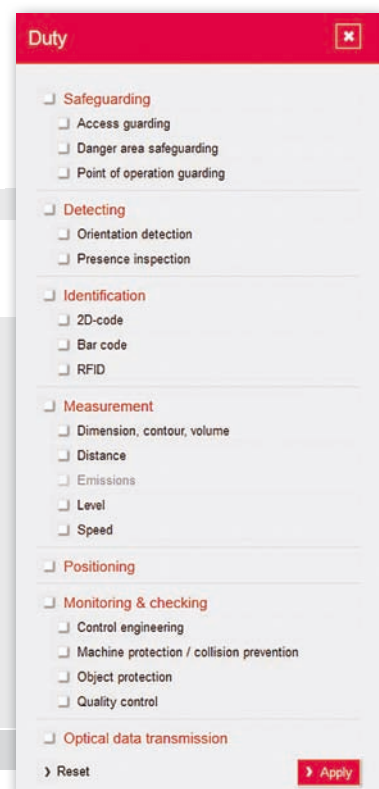 Duty
Safeguarding
Access guarding
Danger area safeguarding
Point of operation guarding
Detecting
Orientation detection
Presence inspection
Identification
2D-code
Bar code
RFID
Measurement
Dimension, contour, volume
Distance
Emissions
Level
Speed
Positioning
Monitoring & checking
Control engineering
Machine protection / collision prevention
Object protection
Quality control
Optical data transmission
Reset
Apply